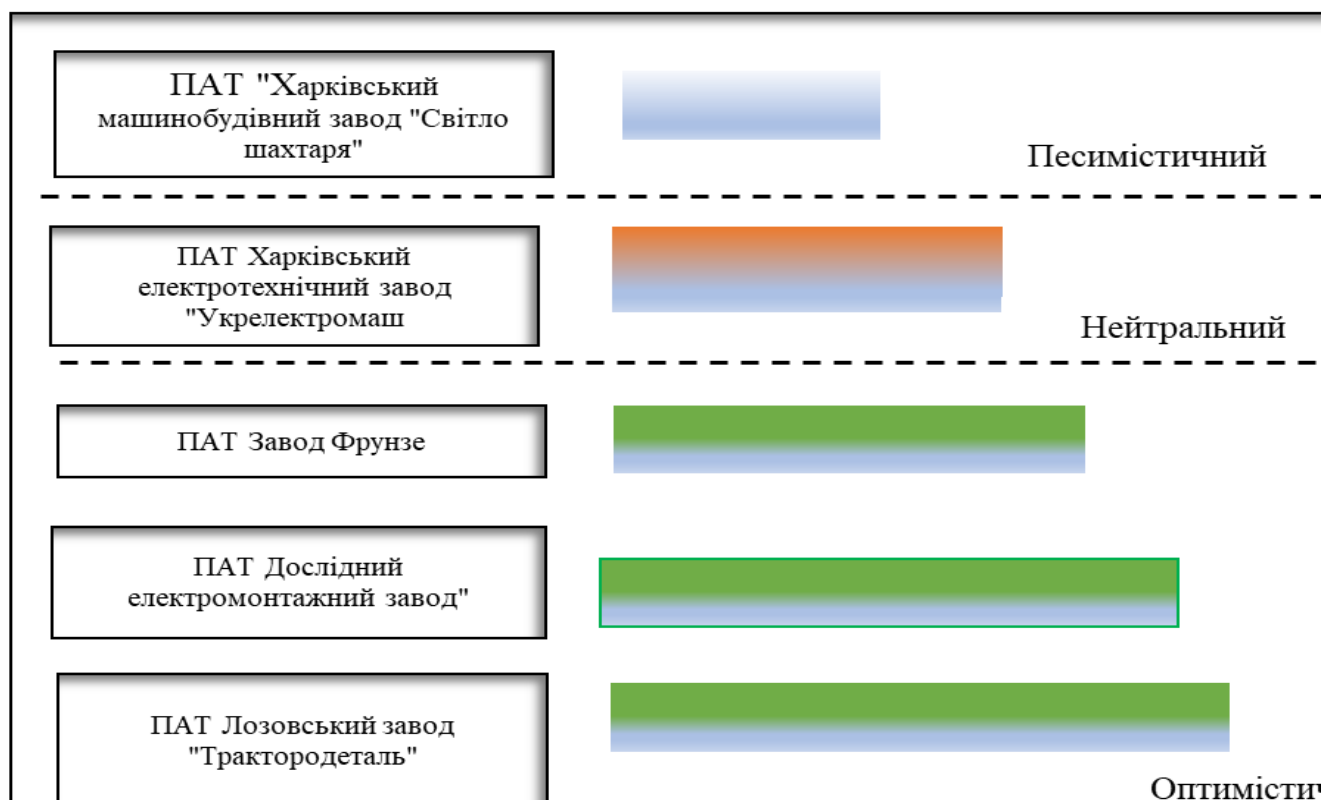 ПАТ "Харківський
машинобудівний завод "Світло
шахтаря"
Песимістичний
ПАТ Харківський
електротехнічний завод
"Укрелектромаш
Нейтральний
ПАТ Завод Фрунзе
ПАТ Дослідний
електромонтажний завод"
ПАТ Лозовський завод
"Трактородеталь"